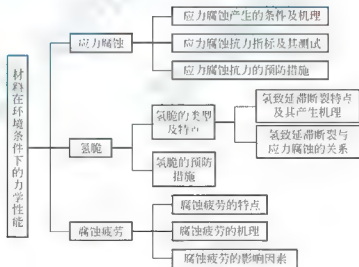 材料在环境条件下的力学性能
应力腐蚀
应力腐蚀产生的条件及机理
应力腐蚀抗力指标及其测试
应力腐蚀抗力的预防措施
氢脆
氢脆的类型
及特点
氢致延滞断裂特点
及其产生机理
氢致延滞断裂与
应力腐蚀的关系
氢脆的预防
措施
腐蚀疲劳
腐蚀疲劳的特点
腐蚀疲劳的机理
腐蚀疲劳的影响因素